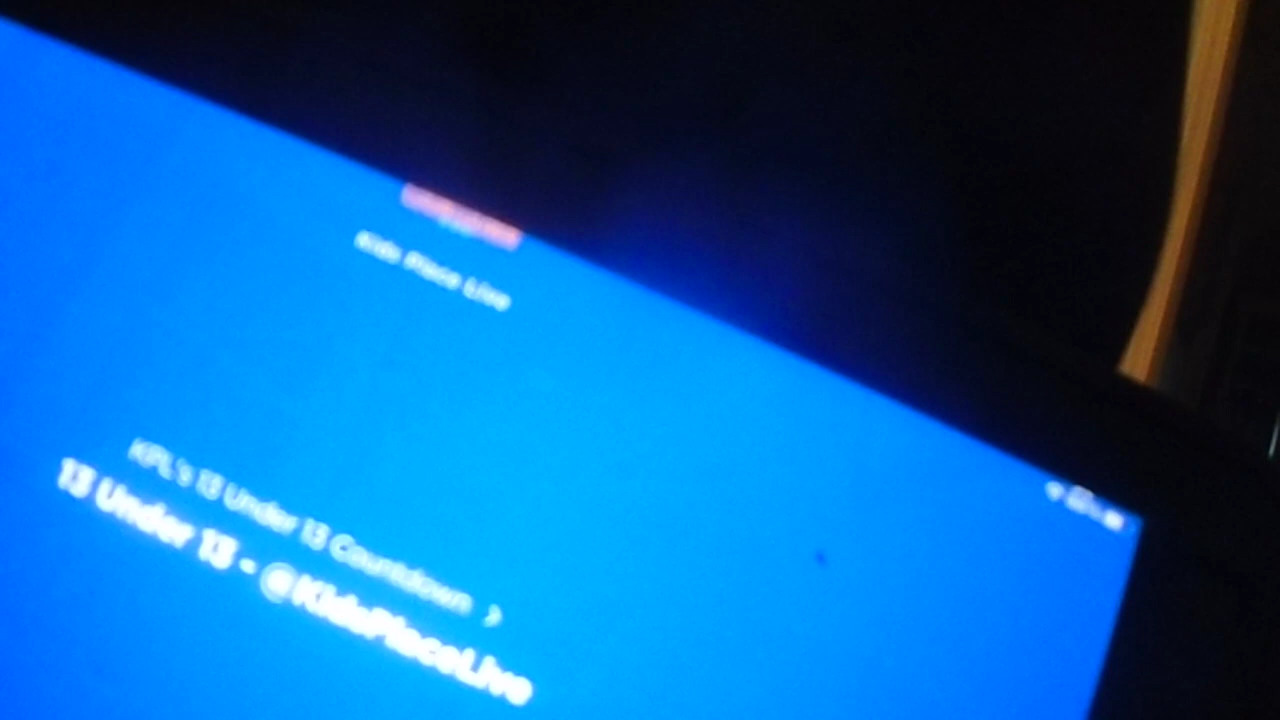 Kids Place Live
KPL's 13 Under 13 Countdown >
13 Under 13 - @KidsPlaceLive